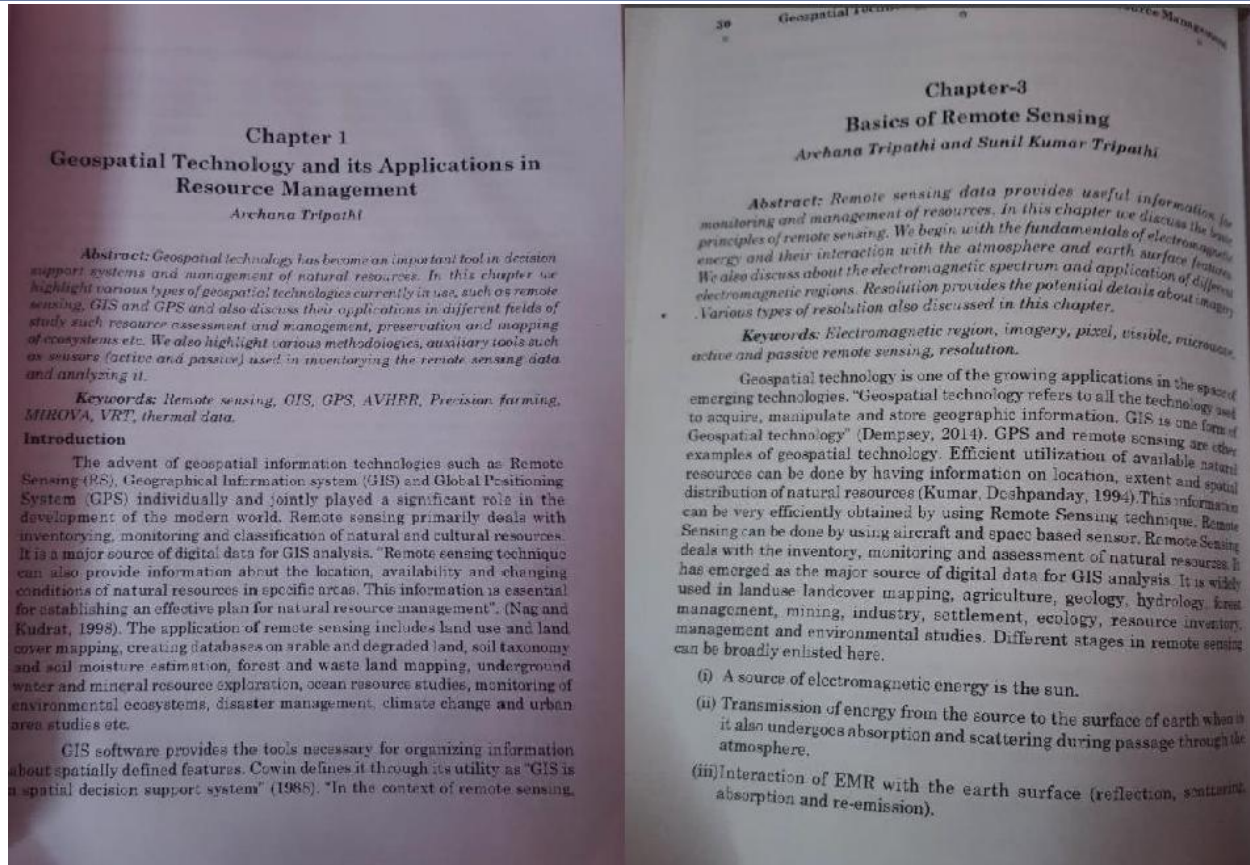 Chapter 1
Geospatial Technology and its Applications in
Resource Management
Archana Tripathi
Abstract: Geospatial technology has become an important tool in decision
support systems and management of natural resources. In this chapter we
highlight various types of geospatial technologies currently in use, such as remote
sensing, GIS and GPS and also discuss their applications in different fields of
study such resource assessment and management, preservation and mapping
of ecosystems etc. We also highlight various methodologies, auxiliary tools such
as sensors (active and passive) used in inventorying the remote sensing data
and analyzing it.
Keywords: Remote sensing, GIS, GPS, AVHRR, Precision farming,
MIROVA, VRT, thermal data.
Introduction
The advent of geospatial information technologies such as Remote
Sensing (RS), Geographical Information system (GIS) and Global Positioning
System (GPS) individually and jointly played a significant role in the
development of the modern world. Remote sensing primarily deals with
inventorying, monitoring and classification of natural and cultural resources.
It is a major source of digital data for GIS analysis. "Remote sensing technique
can also provide information about the location, availability and changing
conditions of natural resources in specific areas. This information is essential
for establishing an effective plan for natural resource management". (Nag and
Kudrat, 1998). The application of remote sensing includes land use and land
cover mapping, creating databases on arable and degraded land, soil taxonomy
and soil moisture estimation, forest and waste land mapping, underground
water and mineral resource exploration, ocean resource studies, monitoring of
environmental ecosystems, disaster management, climate change and urban
area studies etc.
GIS software provides the tools necessary for organizing information
about spatially defined features. Cowin defines it through its utility as "GIS is
a spatial decision support system" (1988). "In the context of remote sensing,
30 Geospatial Management
Chapter-3
Basics of Remote Sensing
Archana Tripathi and Sunil Kumar Tripathi
Abstract: Remote sensing data provides useful information for
monitoring and management of resources. In this chapter we discuss the basic
principles of remote sensing. We begin with the fundamentals of electromagnetic
energy and their interaction with the atmosphere and earth surface features.
We also discuss about the electromagnetic spectrum and application of different
electromagnetic regions. Resolution provides the potential details about imagery
.Various types of resolution also discussed in this chapter.
Keywords: Electromagnetic region, imagery, pixel, visible, microwave,
active and passive remote sensing, resolution.
Geospatial technology is one of the growing applications in the space of
emerging technologies. "Geospatial technology refers to all the technology used
to acquire, manipulate and store geographic information. GIS is one form of
Geospatial technology" (Dempsey, 2014). GPS and remote sensing are other
examples of geospatial technology. Efficient utilization of available natural
resources can be done by having information on location, extent and spatial
distribution of natural resources (Kumar, Deshpanday, 1994).This information
can be very efficiently obtained by using Remote Sensing technique. Remote
Sensing can be done by using aircraft and space based sensor. Remote Sensing
deals with the inventory, monitoring and assessment of natural resources. It
has emerged as the major source of digital data for GIS analysis. It is widely
used in landuse landcover mapping, agriculture, geology, hydrology, forest
management, mining, industry, settlement, ecology, resource inventory,
management and environmental studies. Different stages in remote sensing
can be broadly enlisted here.
(i) A source of electromagnetic energy is the sun.
(ii) Transmission of energy from the source to the surface of earth when
it also undergoes absorption and scattering during passage through the
atmosphere.
(iii)Interaction of EMR with the earth surface (reflection, scattering,
absorption and re-emission).